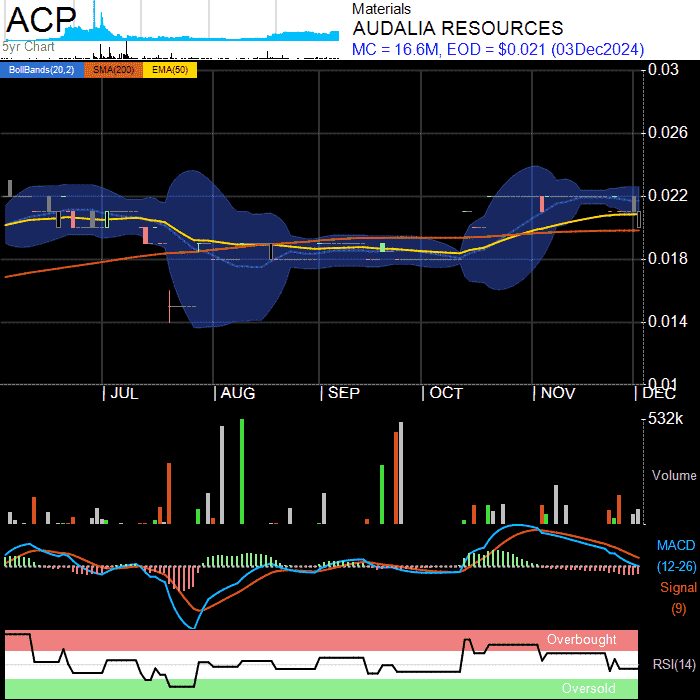 ACP
5yr Chart
Materials
AUDALIA RESOURCES
MC = 16.6M, EOD = $0.021 (03Dec2024)
BollBands(20,2) SMA(200) EMA(50)
0.03
0.026
0.022
0.018
0.014
0.01
JUL AUG SEP OCT NOV DEC
532k
Volume
MACD
(12-26)
Signal
(9)
Overbought
RSI(14)
Oversold